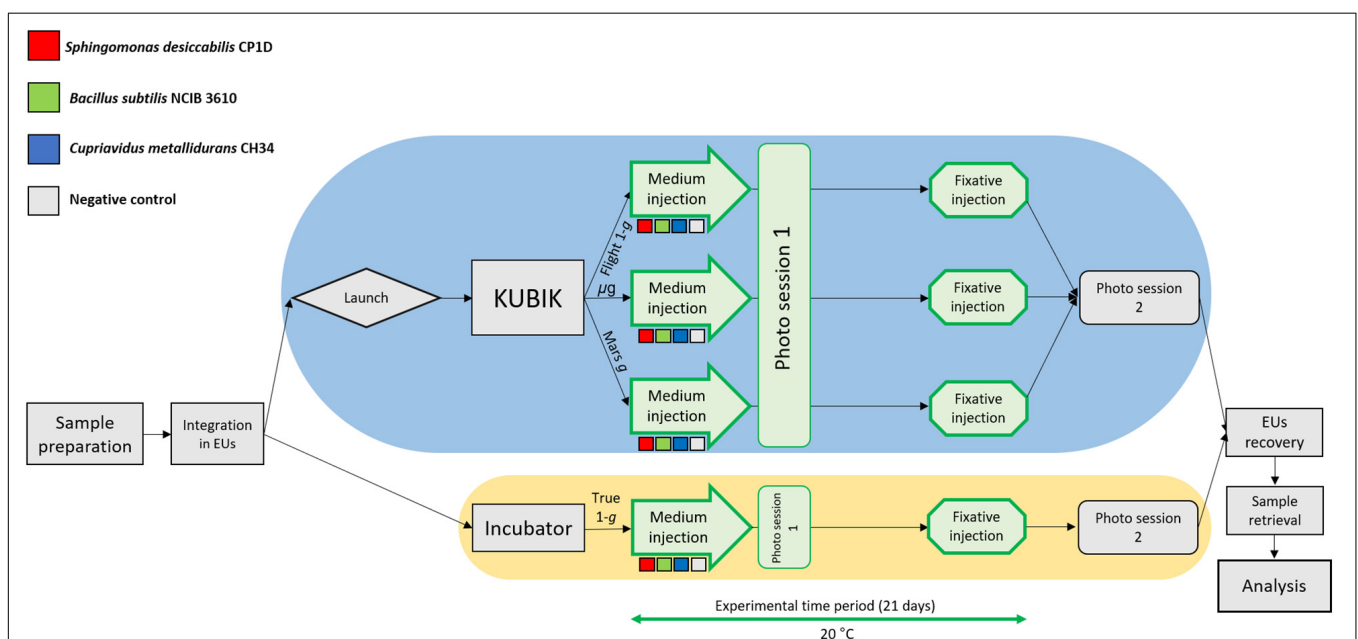 Sphingomonas desiccabilis CP1D
Bacillus subtilis NCIB 3610
Cupriavidus metallidurans CH34
Negative control
Sample
preparation
Integration
in EUs
Launch
KUBIK
Flight 1-g
µg
Mars g
Medium
injection
Medium
injection
Medium
injection
Photo session 1
Fixative
injection
Fixative
injection
Fixative
injection
Photo session
2
Incubator
True
1-g
Medium
injection
Photo session
1
Fixative
injection
Photo session
2
EUs
recovery
Sample
retrieval
Analysis
Experimental time period (21 days)
20 °C